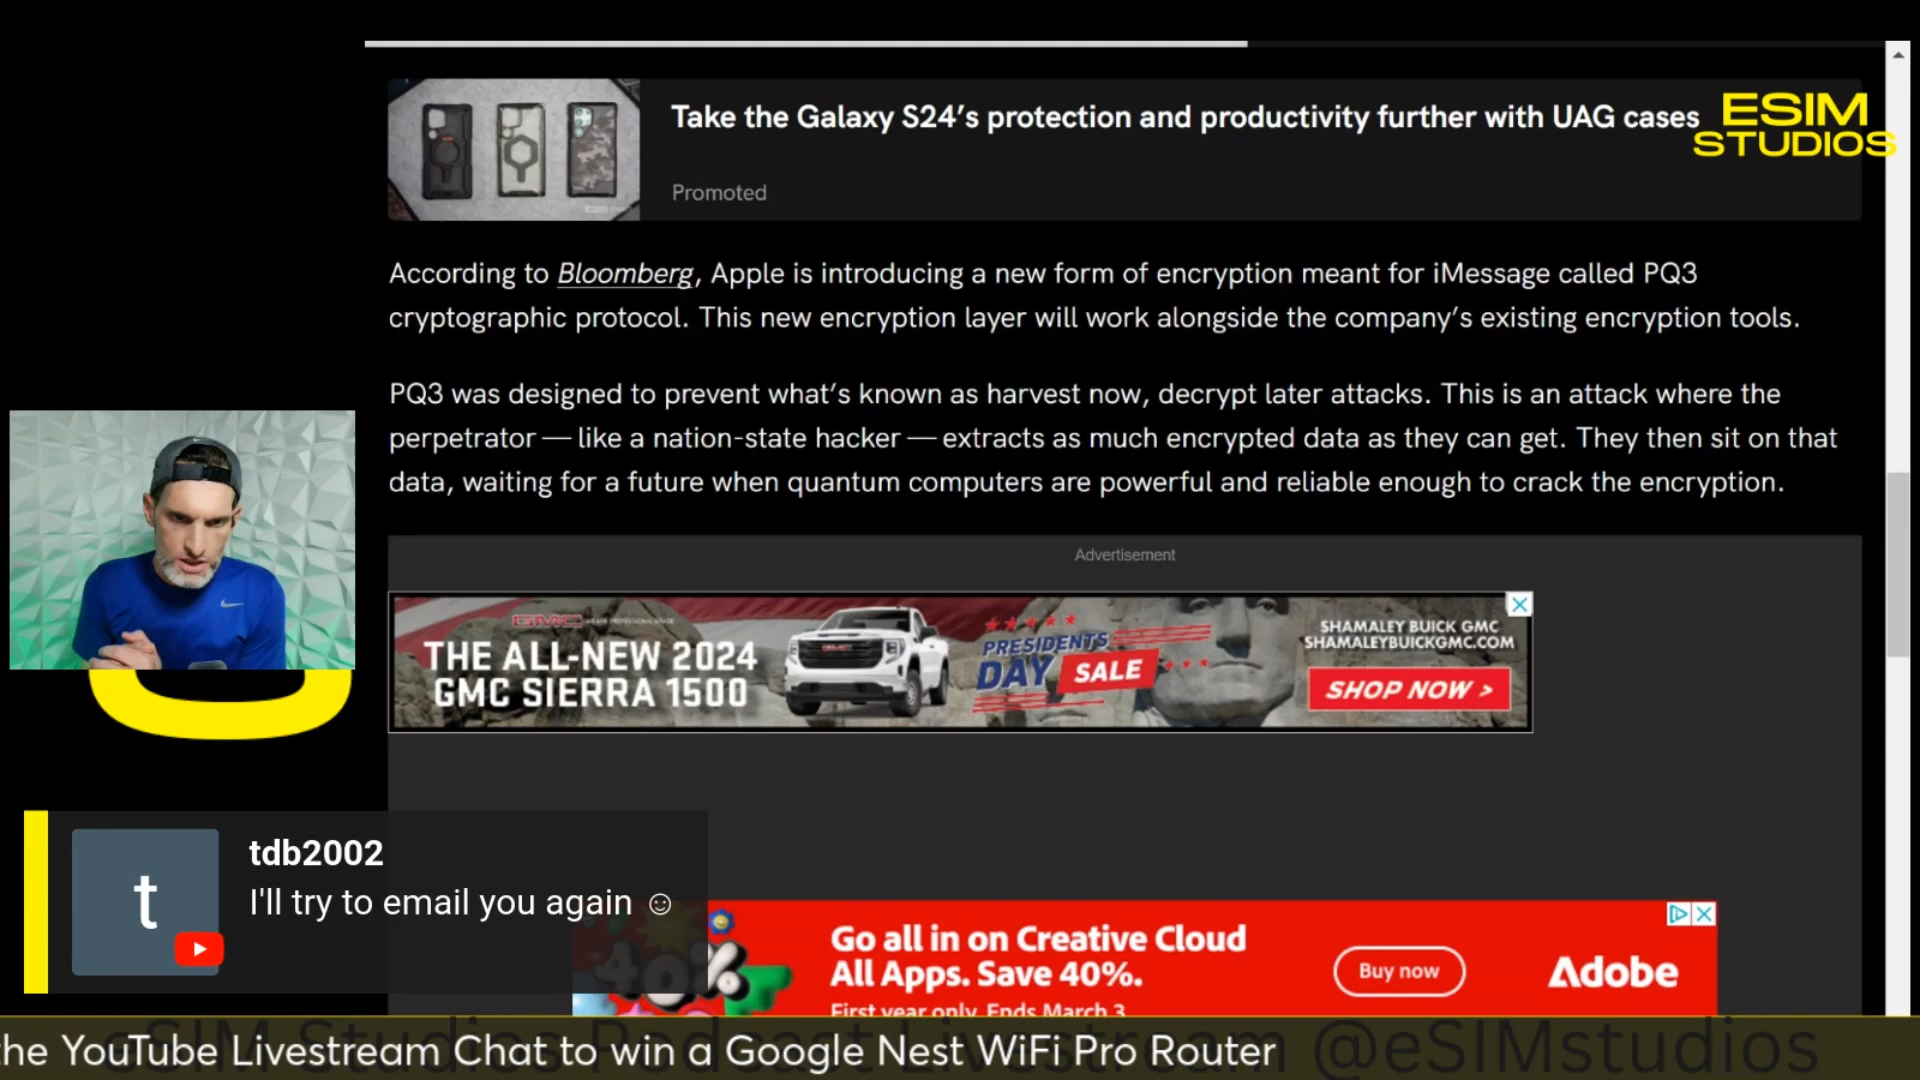 Take the Galaxy S24’s protection and productivity further with UAG cases
Promoted
ESIM
STUDIOS
According to Bloomberg, Apple is introducing a new form of encryption meant for iMessage called PQ3
cryptographic protocol. This new encryption layer will work alongside the company’s existing encryption tools.
PQ3 was designed to prevent what’s known as harvest now, decrypt later attacks. This is an attack where the
perpetrator — like a nation-state hacker — extracts as much encrypted data as they can get. They then sit on that
data, waiting for a future when quantum computers are powerful and reliable enough to crack the encryption.
Advertisement
GMC
THE ALL-NEW 2024
GMC SIERRA 1500
PRESIDENTS
DAY SALE
SHAMALEY BUICK GMC
SHAMALEYBUICKGMC.COM
SHOP NOW >
t
tdb2002
I'll try to email you again ☺
40%
Go all in on Creative Cloud
All Apps. Save 40%.
First year only. Ends March 3.
Buy now
Adobe
eSIM Studios Podcast Livestream @eSIMstudios
the YouTube Livestream Chat to win a Google Nest WiFi Pro Router